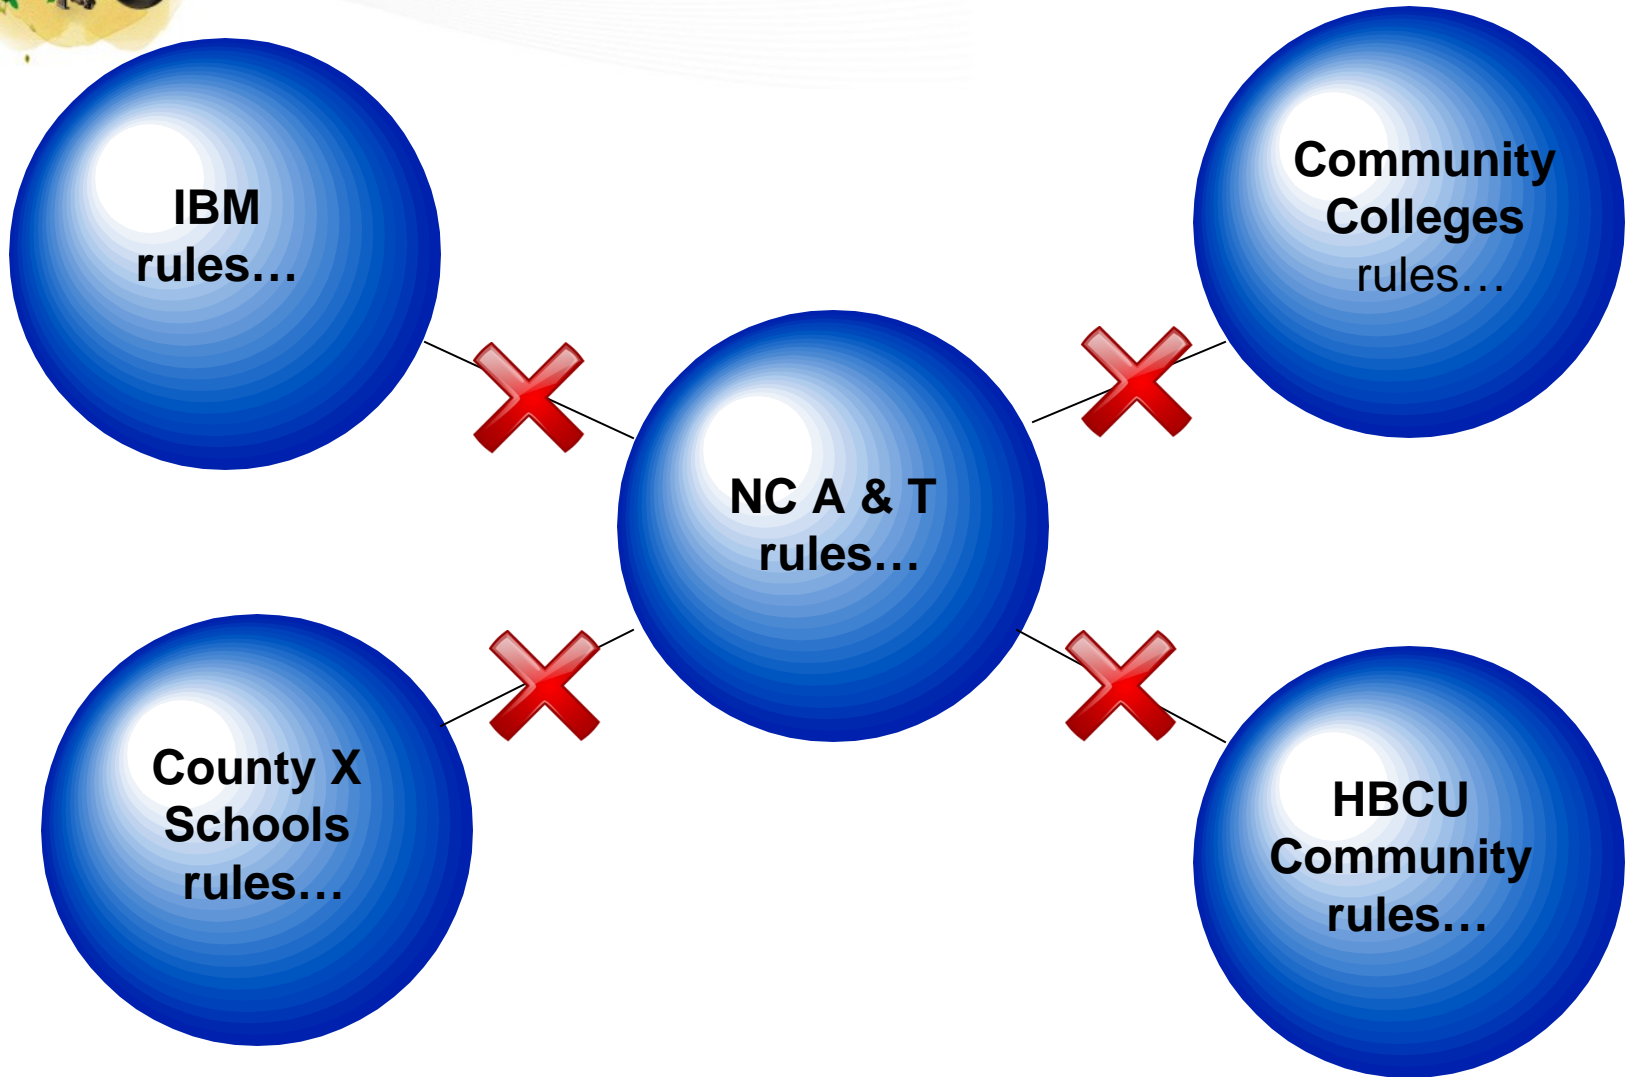 IBM
rules…
Community
Colleges
rules…
NC A & T
rules…
County X
Schools
rules…
HBCU
Community
rules…